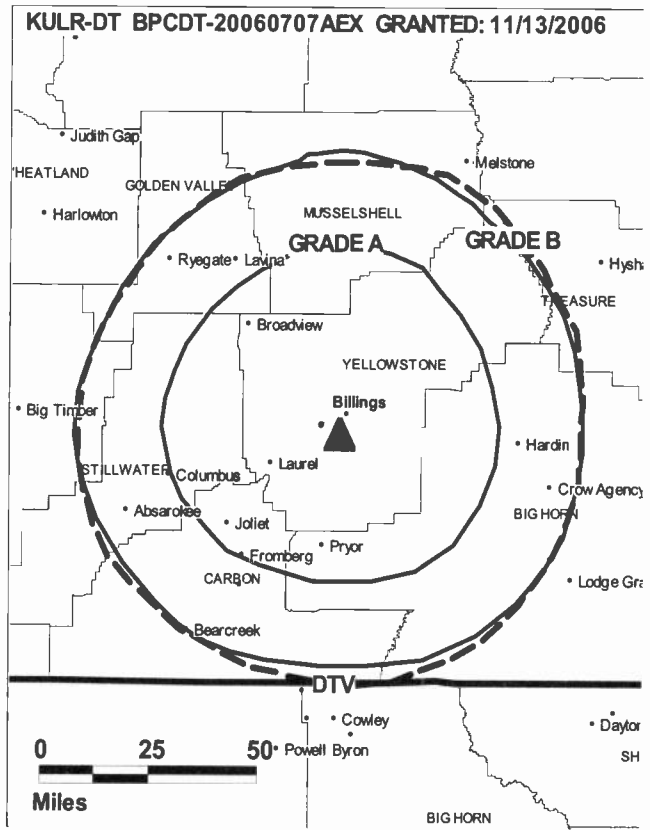 KULR-DT BPCDT-20060707AEX GRANTED: 11/13/2006
Judith Gap
Melstone
'HEATLAND
GOLDEN VALLEY
Harlowton
MUSSELSHELL
GRADE A
GRADE B
Ryegate
Lavina
Hysha
TREASURE
Broadview
YELLOWSTONE
Big Timber
Billings
Hardin
Laurel
STILLWATER
Columbus
Crow Agency
Absarokee
BIG HORN
Joliet
Pryor
Fromberg
CARBON
Lodge Gra
Bearcreek
DTV
Cowley
Dayton
0 25 50
Powell Byron
SH
Miles
BIG HORN